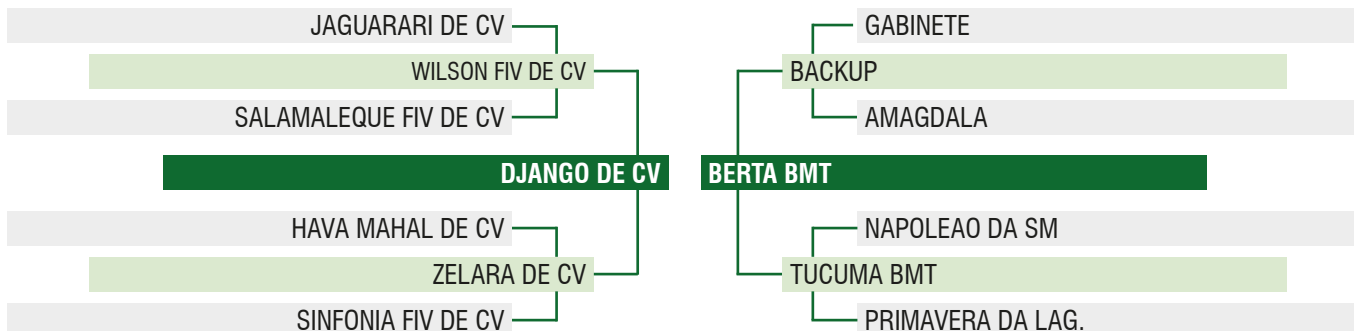 JAGUARARI DE CV
WILSON FIV DE CV
SALAMALEQUE FIV DE CV
DJANGO DE CV
HAVA MAHAL DE CV
ZELARA DE CV
SINFONIA FIV DE CV
GABINETE
BACKUP
AMAGDALA
BERTA BMT
NAPOLEAO DA SM
TUCUMA BMT
PRIMAVERA DA LAG.